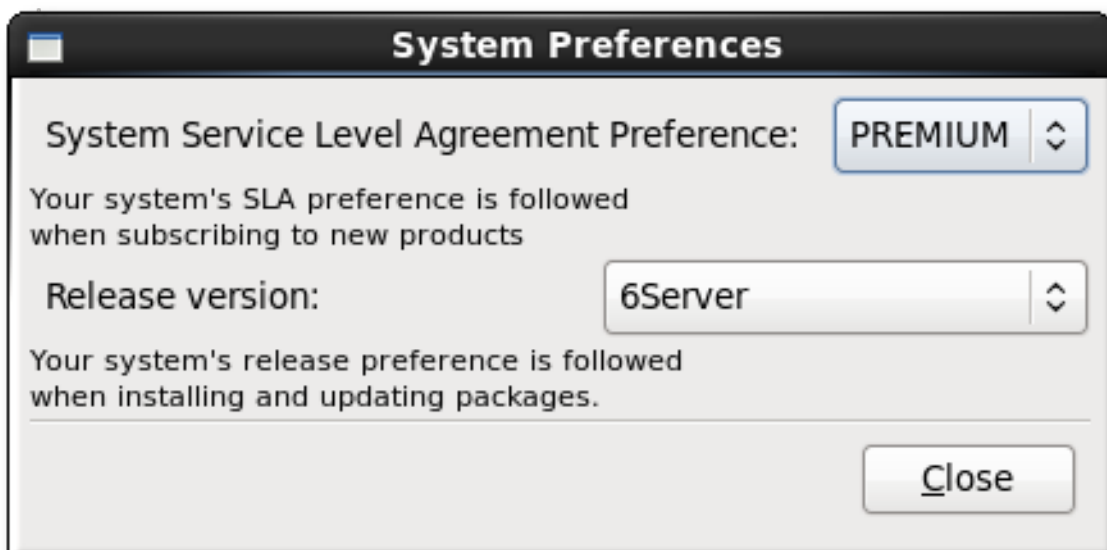 System Preferences
System Service Level Agreement Preference: PREMIUM
Your system's SLA preference is followed
when subscribing to new products
Release version: 6Server
Your system's release preference is followed
when installing and updating packages.
Close